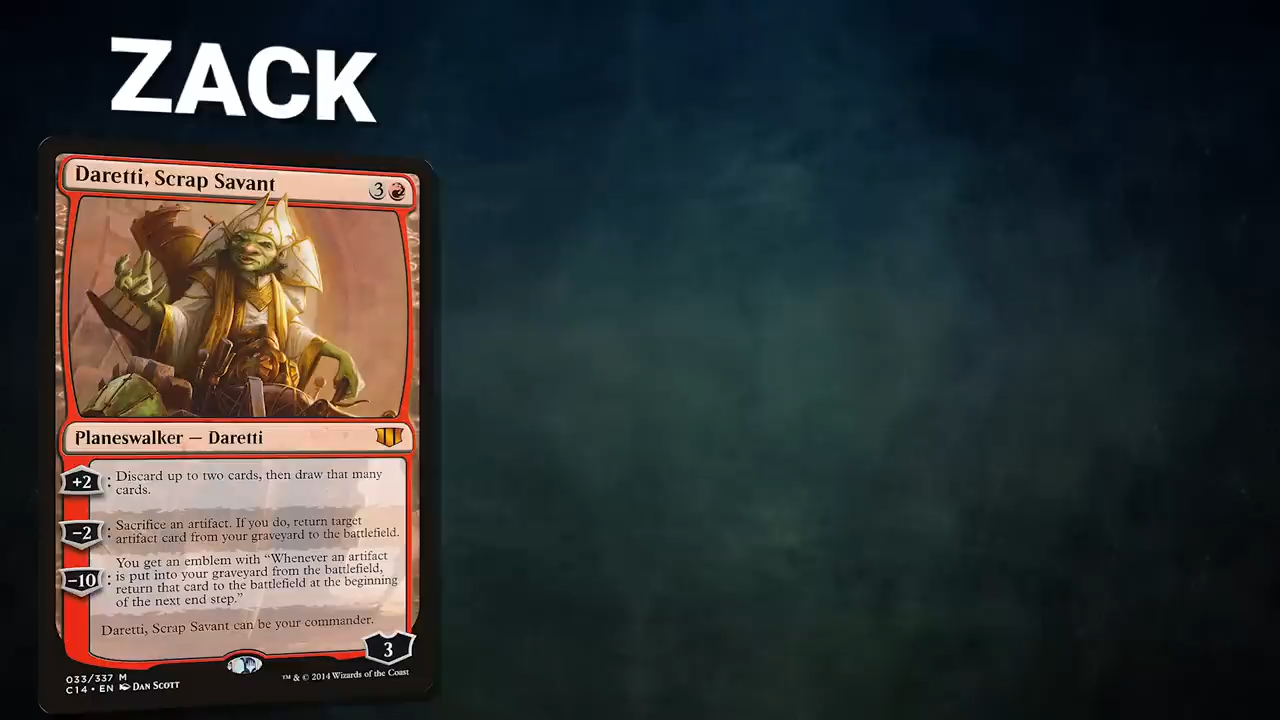 ZACK
Daretti, Scrap Savant 3
Planeswalker — Daretti
+2 : Discard up to two cards, then draw that many
cards.
−2 : Sacrifice an artifact. If you do, return target
artifact card from your graveyard to the battlefield.
−10 : You get an emblem with “Whenever an artifact
is put into your graveyard from the battlefield,
return that card to the battlefield at the beginning
of the next end step.”
Daretti, Scrap Savant can be your commander.
3
033/337 M
C14 • EN DAN SCOTT
™ & © 2014 Wizards of the Coast